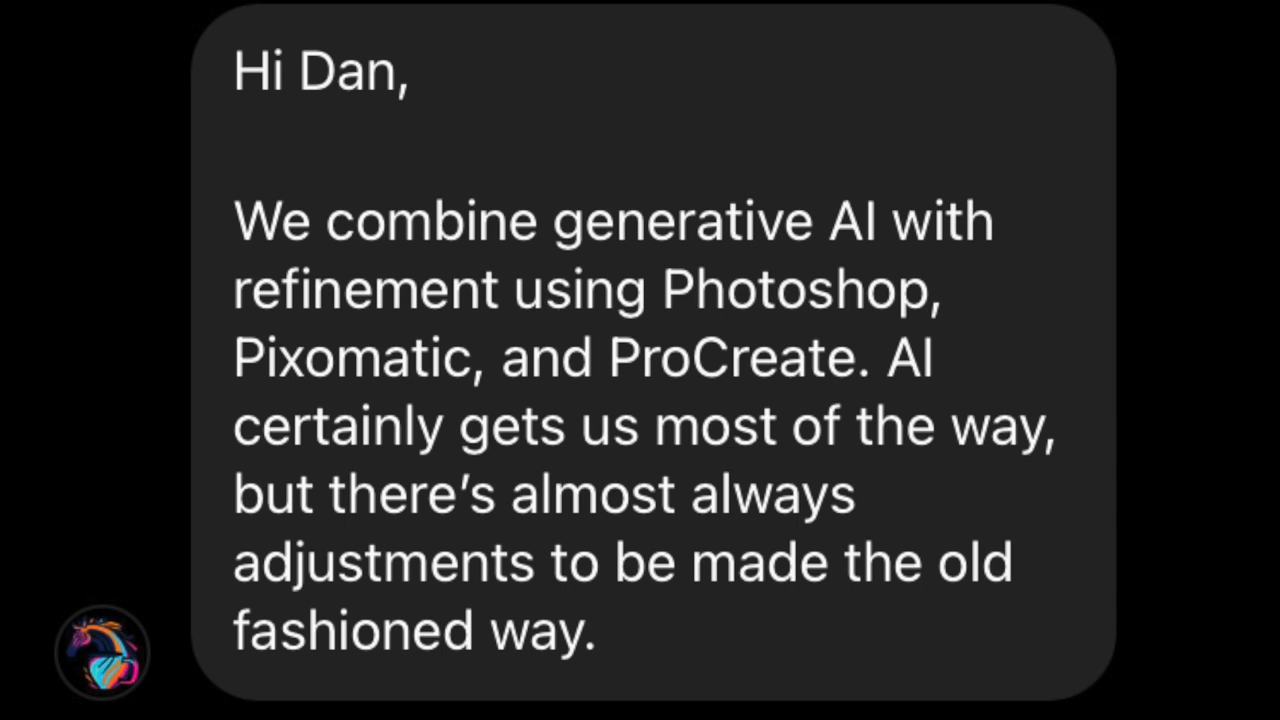 Hi Dan,
We combine generative AI with
refinement using Photoshop,
Pixomatic, and ProCreate. AI
certainly gets us most of the way,
but there’s almost always
adjustments to be made the old
fashioned way.